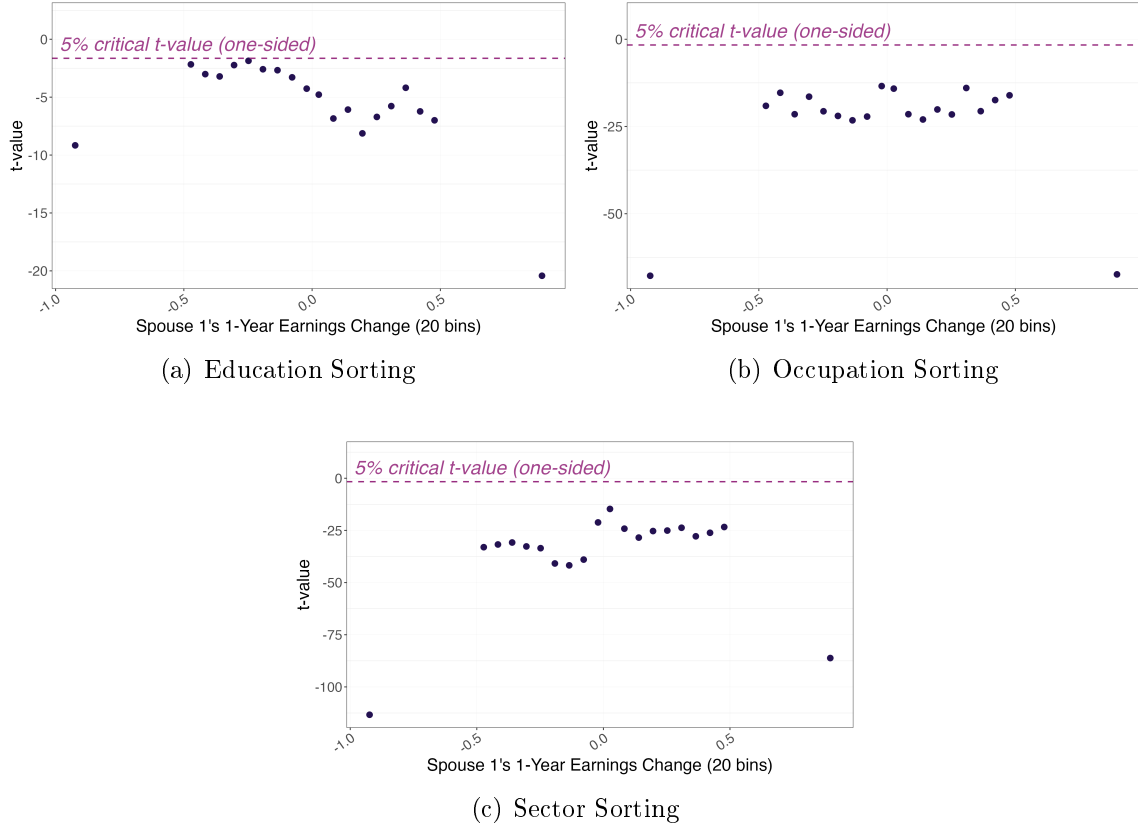 5% critical t-value (one-sided)
t-value
0
-5
-10
-15
-20
-1.0
-0.5
0.0
0.5
Spouse 1's 1-Year Earnings Change (20 bins)
(a) Education Sorting
5% critical t-value (one-sided)
t-value
0
-25
-50
-1.0
-0.5
0.0
0.5
Spouse 1's 1-Year Earnings Change (20 bins)
(b) Occupation Sorting
5% critical t-value (one-sided)
t-value
0
-25
-50
-75
-100
-1.0
-0.5
0.0
0.5
Spouse 1's 1-Year Earnings Change (20 bins)
(c) Sector Sorting